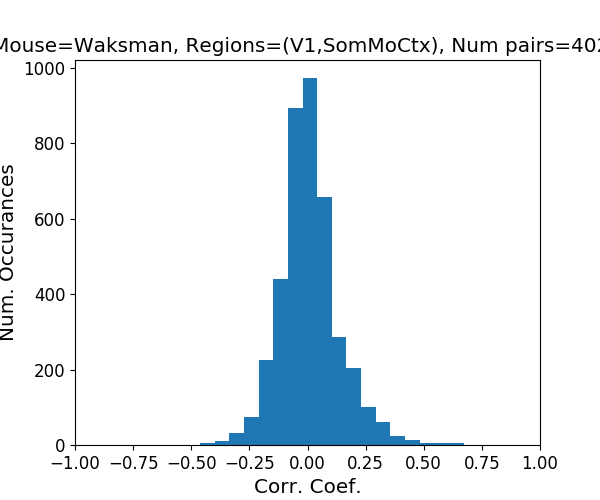 Mouse=Waksman, Regions=(V1,SomMoCtx), Num pairs=402
1000
800
600
400
200
0
Num. Occurances
−1.00 −0.75 −0.50 −0.25 0.00 0.25 0.50 0.75 1.00
Corr. Coef.